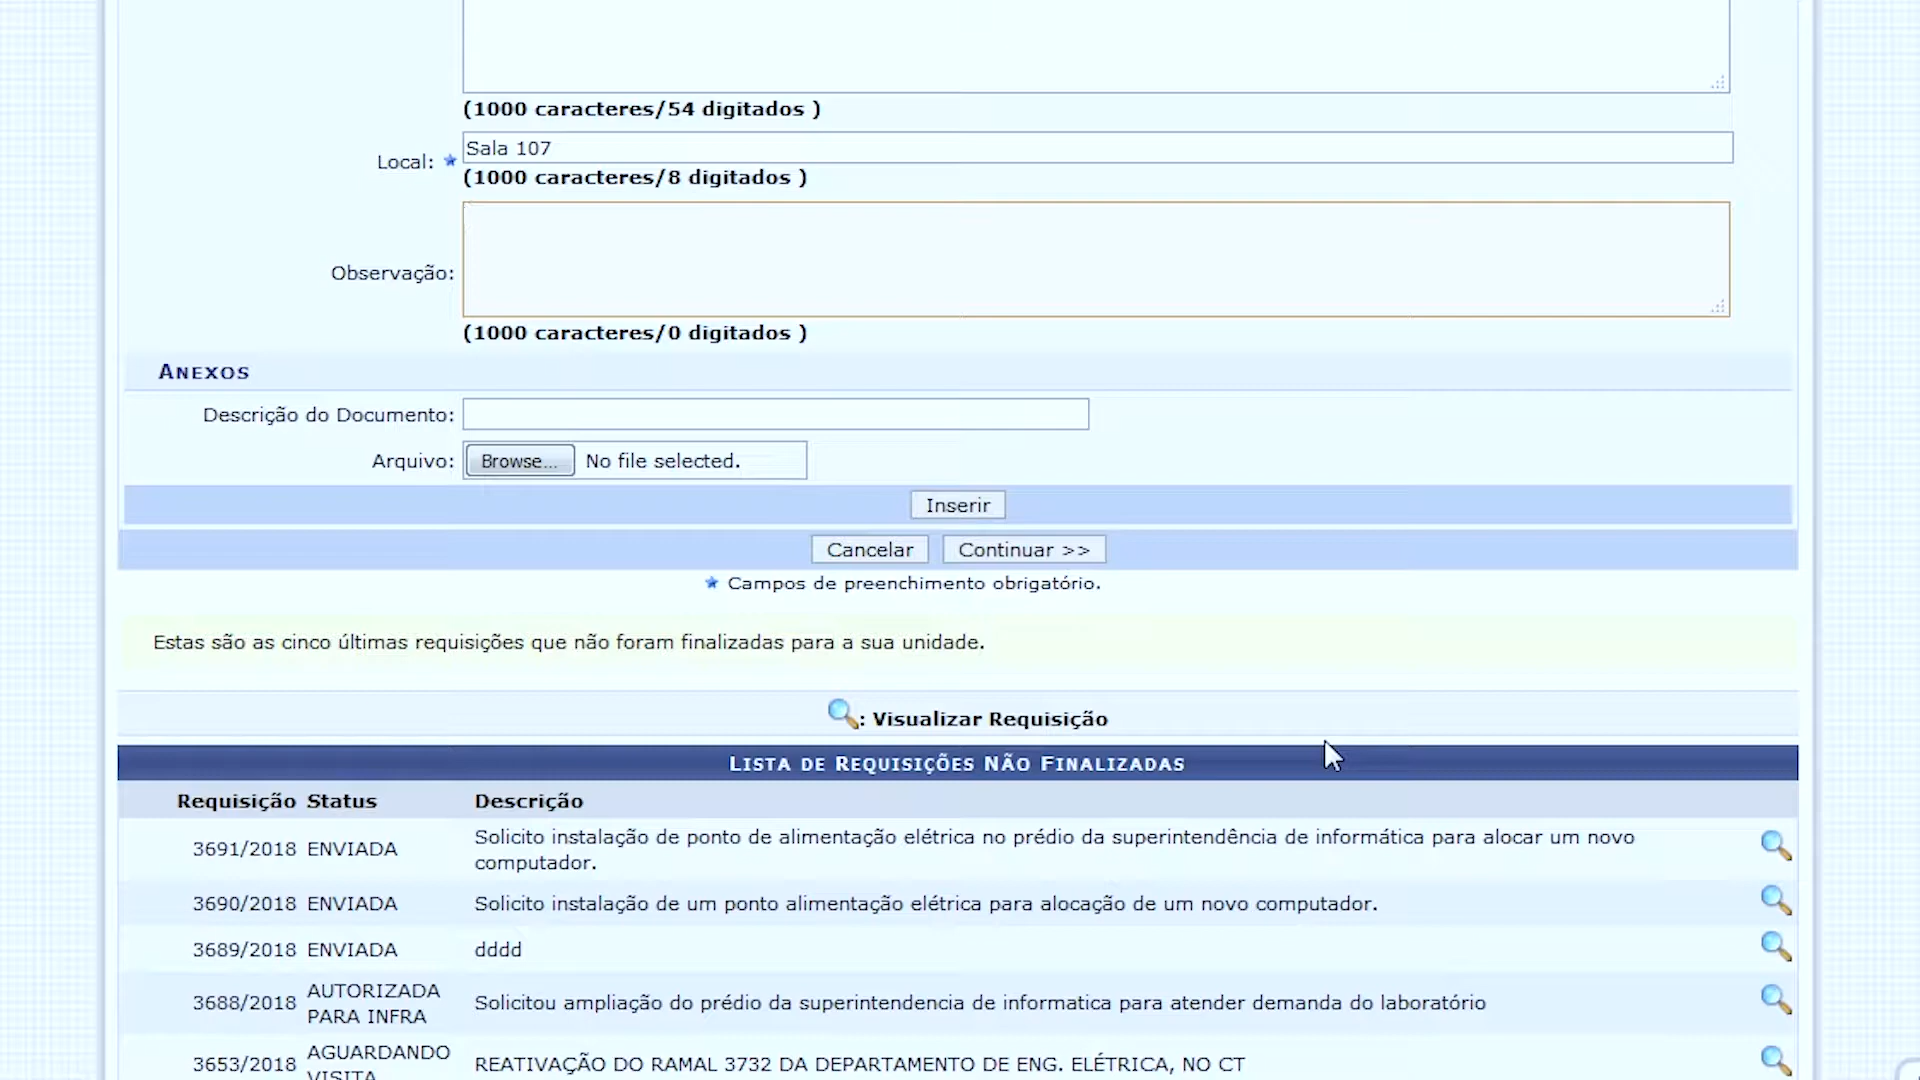 (1000 caracteres/54 digitados )
Local: Sala 107
(1000 caracteres/8 digitados )
Observação:
(1000 caracteres/0 digitados )
Anexos
Descrição do Documento:
Arquivo: Browse... No file selected.
Inserir
Cancelar Continuar >>
Campos de preenchimento obrigatório.
Estas são as cinco últimas requisições que não foram finalizadas para a sua unidade.
: Visualizar Requisição
Lista de Requisições Não Finalizadas
Requisição Status Descrição
3691/2018 ENVIADA Solicito instalação de ponto de alimentação elétrica no prédio da superintendência de informática para alocar um novo
computador.
3690/2018 ENVIADA Solicito instalação de um ponto alimentação elétrica para alocação de um novo computador.
3689/2018 ENVIADA dddd
3688/2018 AUTORIZADA
PARA INFRA Solicitou ampliação do prédio da superintendencia de informatica para atender demanda do laboratório
3653/2018 AGUARDANDO
VISITA REATIVAÇÃO DO RAMAL 3732 DA DEPARTAMENTO DE ENG. ELÉTRICA, NO CT